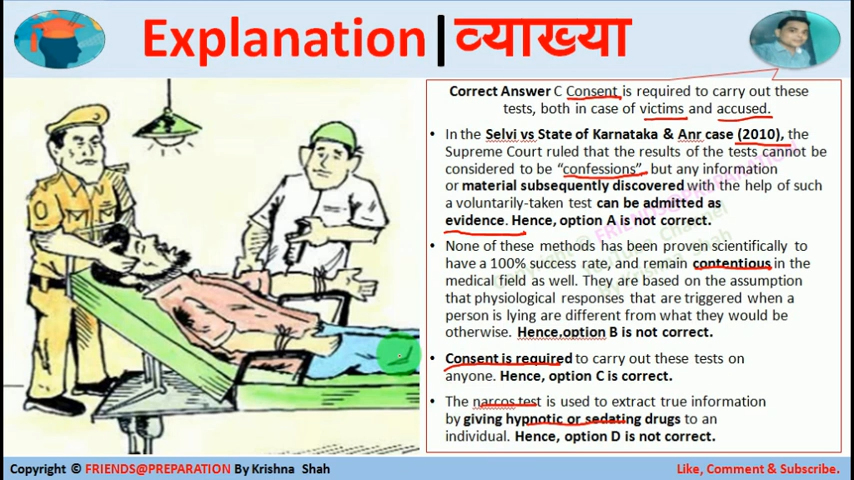 Explanation|व्याख्या
Correct Answer C Consent is required to carry out these
tests, both in case of victims and accused.
• In the Selvi vs State of Karnataka & Anr case (2010), the
Supreme Court ruled that the results of the tests cannot be
considered to be “confessions”, but any information
or material subsequently discovered with the help of such
a voluntarily-taken test can be admitted as
evidence. Hence, option A is not correct.
• None of these methods has been proven scientifically to
have a 100% success rate, and remain contentious in the
medical field as well. They are based on the assumption
that physiological responses that are triggered when a
person is lying are different from what they would be
otherwise. Hence,option B is not correct.
• Consent is required to carry out these tests on
anyone. Hence, option C is correct.
• The narcos test is used to extract true information
by giving hypnotic or sedating drugs to an
individual. Hence, option D is not correct.
Copyright © FRIENDS@PREPARATION By Krishna Shah
Like, Comment & Subscribe.